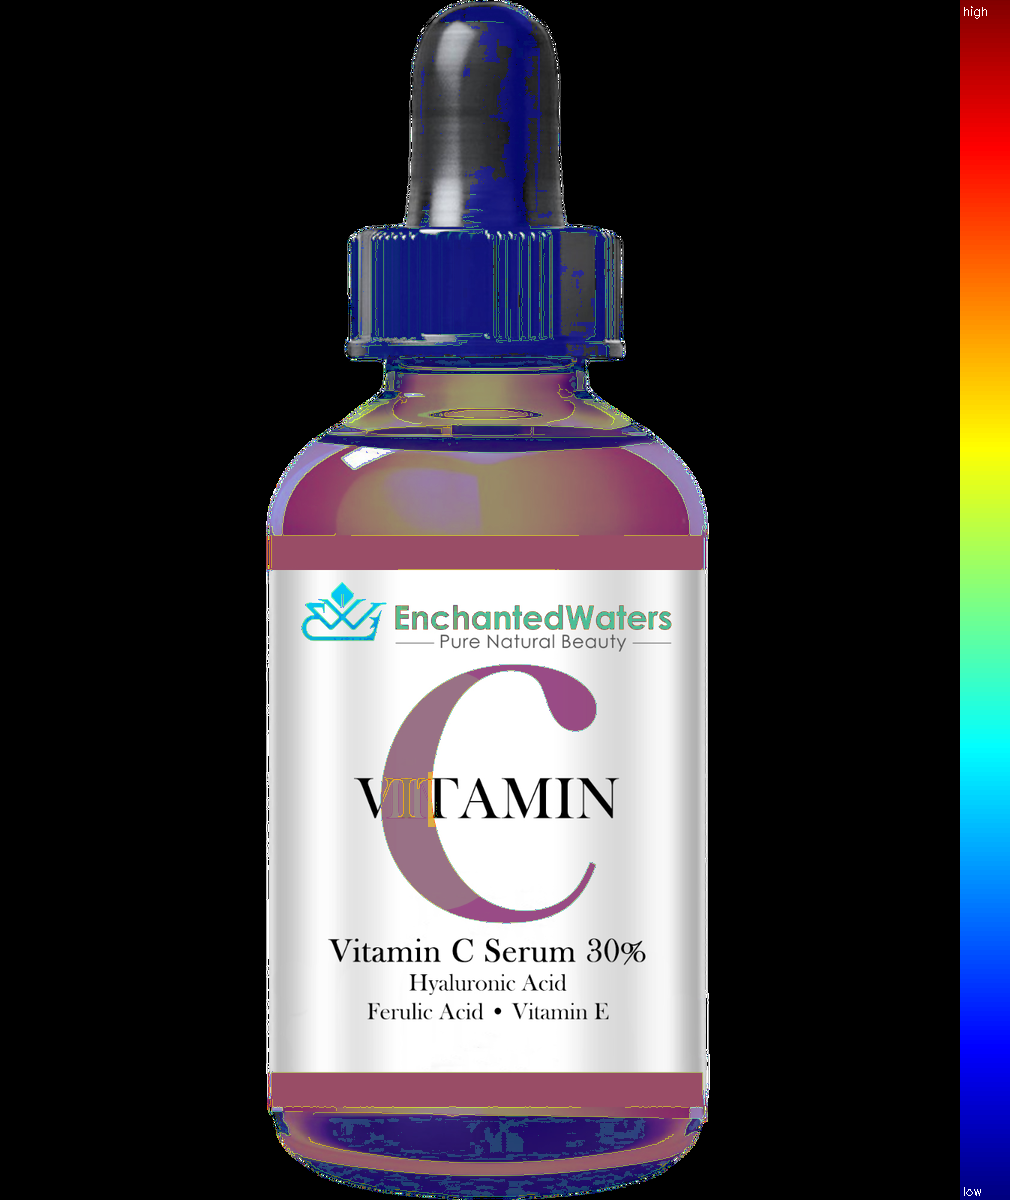 high
EnchantedWaters
Pure Natural Beauty
C
VITAMIN
Vitamin C Serum 30%
Hyaluronic Acid
Ferulic Acid • Vitamin E
low